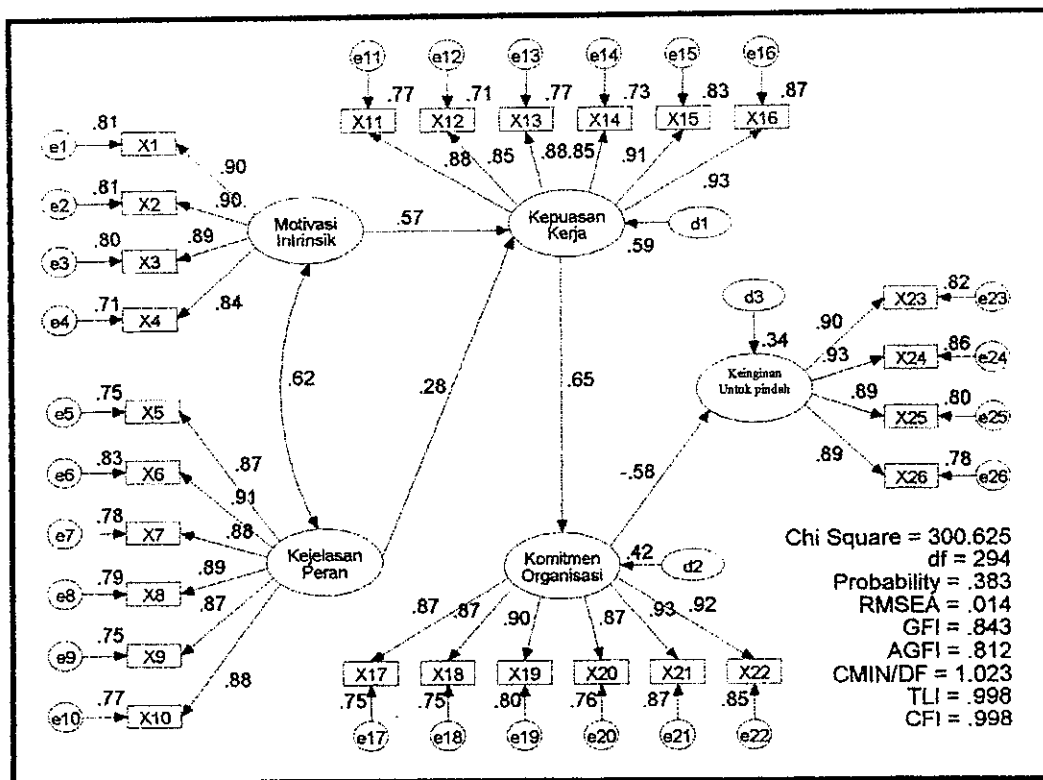 e11 e12 e13 e14 e15 e16
.77 .71 .77 .73 .83 .87
X11 X12 X13 X14 X15 X16
.88 .85 .88 .85 .91 .93
.81
e1 X1
.90
.81
e2 X2
.90
.80
e3 X3
.89
.71
e4 X4
.84
Motivasi
Intrinsik
.57
Kepuasan
Kerja
.59
d1
.62
.28
.65
d3
.34
Keinginan
Untuk pindah
.90
X23 .82 e23
.93
X24 .86 e24
.89
X25 .80 e25
.89
X26 .78 e26
-.58
.75
e5 X5
.87
.83
e6 X6
.91
.78
e7 X7
.88
.79
e8 X8
.89
.75
e9 X9
.87
.77
e10 X10
.88
Kejelasan
Peran
Komitmen
Organisasi
.42
d2
.87 .87 .90 .87 .93 .92
X17 X18 X19 X20 X21 X22
.75 .75 .80 .76 .87 .85
e17 e18 e19 e20 e21 e22
Chi Square = 300.625
df = 294
Probability = .383
RMSEA = .014
GFI = .843
AGFI = .812
CMIN/DF = 1.023
TLI = .998
CFI = .998